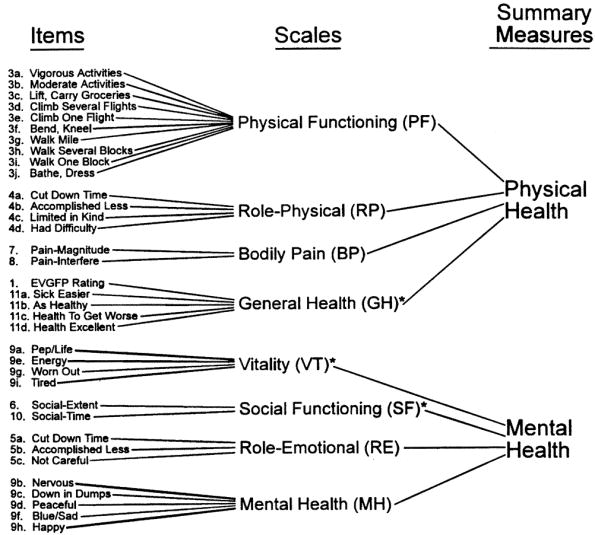 Items
Scales
Summary
Measures
3a. Vigorous Activities
3b. Moderate Activities
3c. Lift, Carry Groceries
3d. Climb Several Flights
3e. Climb One Flight
3f. Bend, Kneel
3g. Walk Mile
3h. Walk Several Blocks
3i. Walk One Block
3j. Bathe, Dress
Physical Functioning (PF)
4a. Cut Down Time
4b. Accomplished Less
4c. Limited in Kind
4d. Had Difficulty
Role-Physical (RP)
7. Pain-Magnitude
8. Pain-Interfere
Bodily Pain (BP)
1. EVGFP Rating
11a. Sick Easier
11b. As Healthy
11c. Health To Get Worse
11d. Health Excellent
General Health (GH)*
Physical
Health
9a. Pep/Life
9e. Energy
9g. Worn Out
9i. Tired
Vitality (VT)*
6. Social-Extent
10. Social-Time
Social Functioning (SF)*
5a. Cut Down Time
5b. Accomplished Less
5c. Not Careful
Role-Emotional (RE)
9b. Nervous
9c. Down in Dumps
9d. Peaceful
9f. Blue/Sad
9h. Happy
Mental Health (MH)
Mental
Health